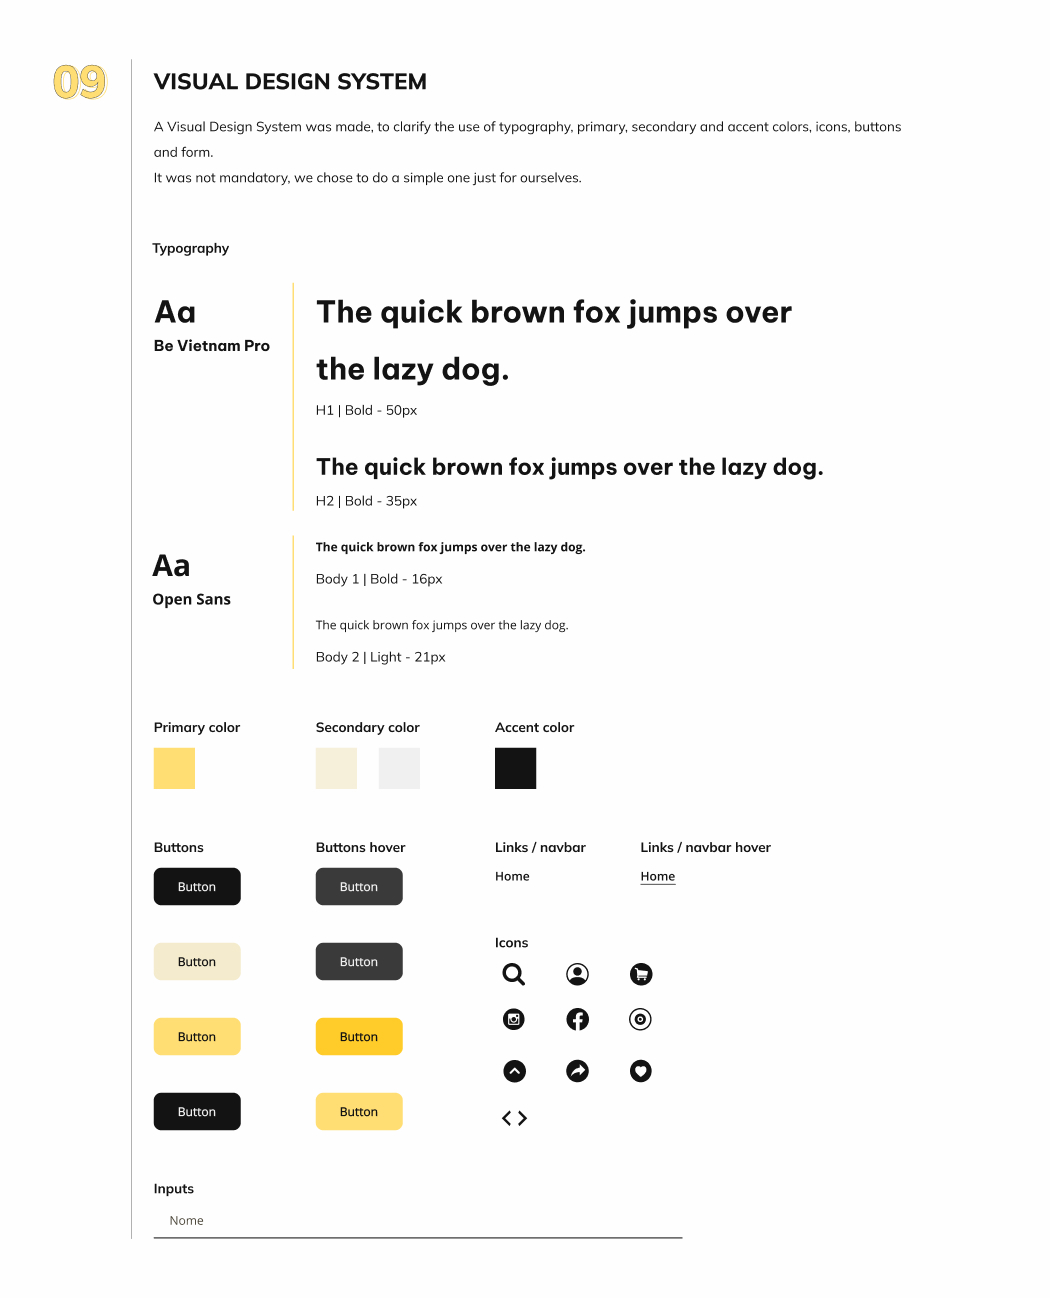 09
VISUAL DESIGN SYSTEM
A Visual Design System was made, to clarify the use of typography, primary, secondary and accent colors, icons, buttons
and form.
It was not mandatory, we chose to do a simple one just for ourselves.
Typography
Aa
Be Vietnam Pro
The quick brown fox jumps over
the lazy dog.
H1 | Bold - 50px
The quick brown fox jumps over the lazy dog.
H2 | Bold - 35px
Aa
Open Sans
The quick brown fox jumps over the lazy dog.
Body 1 | Bold - 16px
The quick brown fox jumps over the lazy dog.
Body 2 | Light - 21px
Primary color
Secondary color
Accent color
Buttons
Buttons hover
Links / navbar
Links / navbar hover
Button
Button
Home
Home
Icons
Button
Button
Button
Button
Button
Button
Inputs
Nome